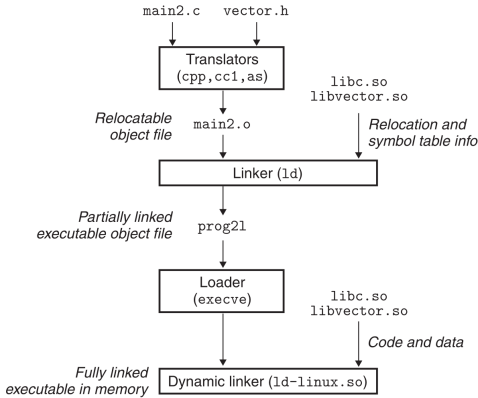 main2.c vector.h
Translators
(cpp,cc1,as)
libc.so
libvector.so
Relocatable
object file
main2.o
Relocation and
symbol table info
Linker (ld)
Partially linked
executable object file
prog2l
Loader
(execve)
libc.so
libvector.so
Code and data
Fully linked
executable in memory
Dynamic linker (ld-linux.so)